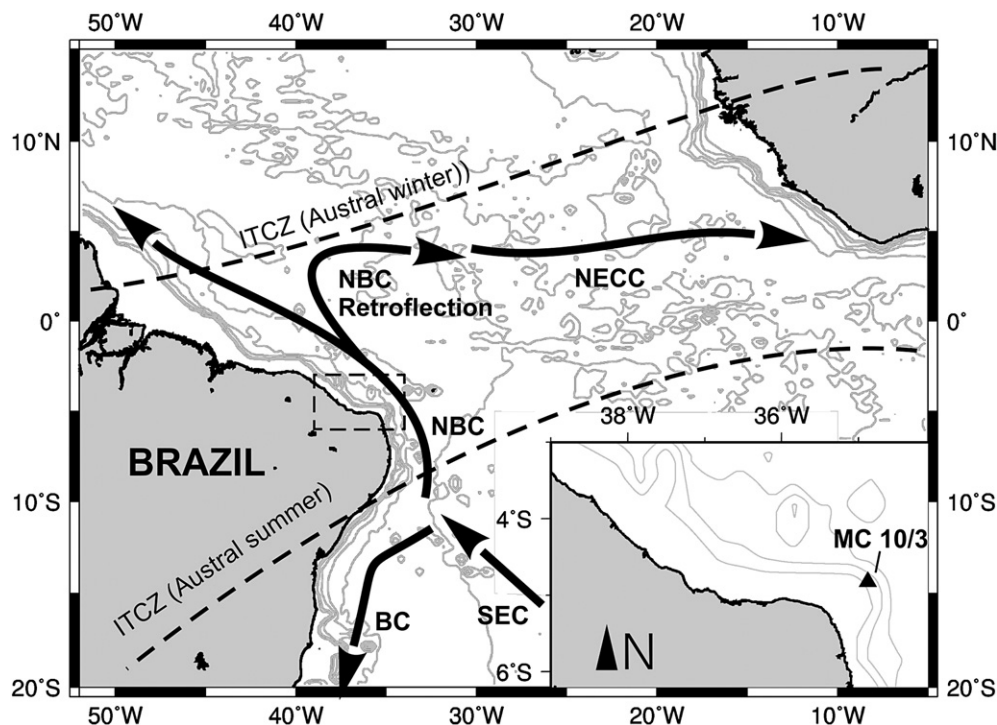 50°W 40°W 30°W 20°W 10°W
10°N 10°N
ITCZ (Austral winter))
NBC
Retroflection
NECC
0° 0°
38°W 36°W
NBC
BRAZIL
10°S 10°S
4°S
MC 10/3
ITCZ (Austral summer)
BC
SEC
N
6°S
20°S 20°S
50°W 40°W 30°W 20°W 10°W